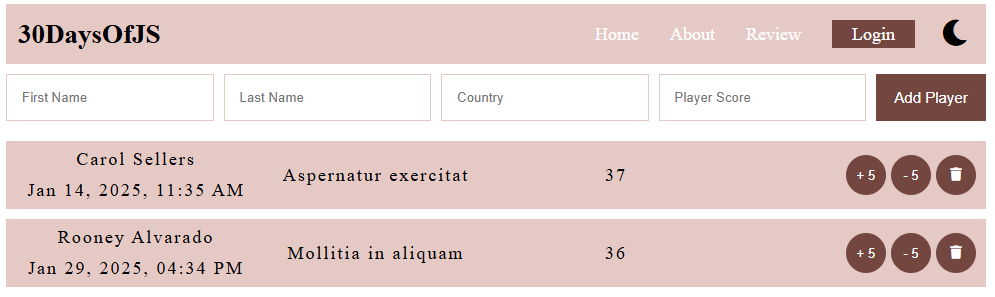 30DaysOfJS Home About Review Login
First Name Last Name Country Player Score Add Player
Carol Sellers
Jan 14, 2025, 11:35 AM
Aspernatur exercitat 37 + 5 - 5
Rooney Alvarado
Jan 29, 2025, 04:34 PM
Mollitia in aliquam 36 + 5 - 5